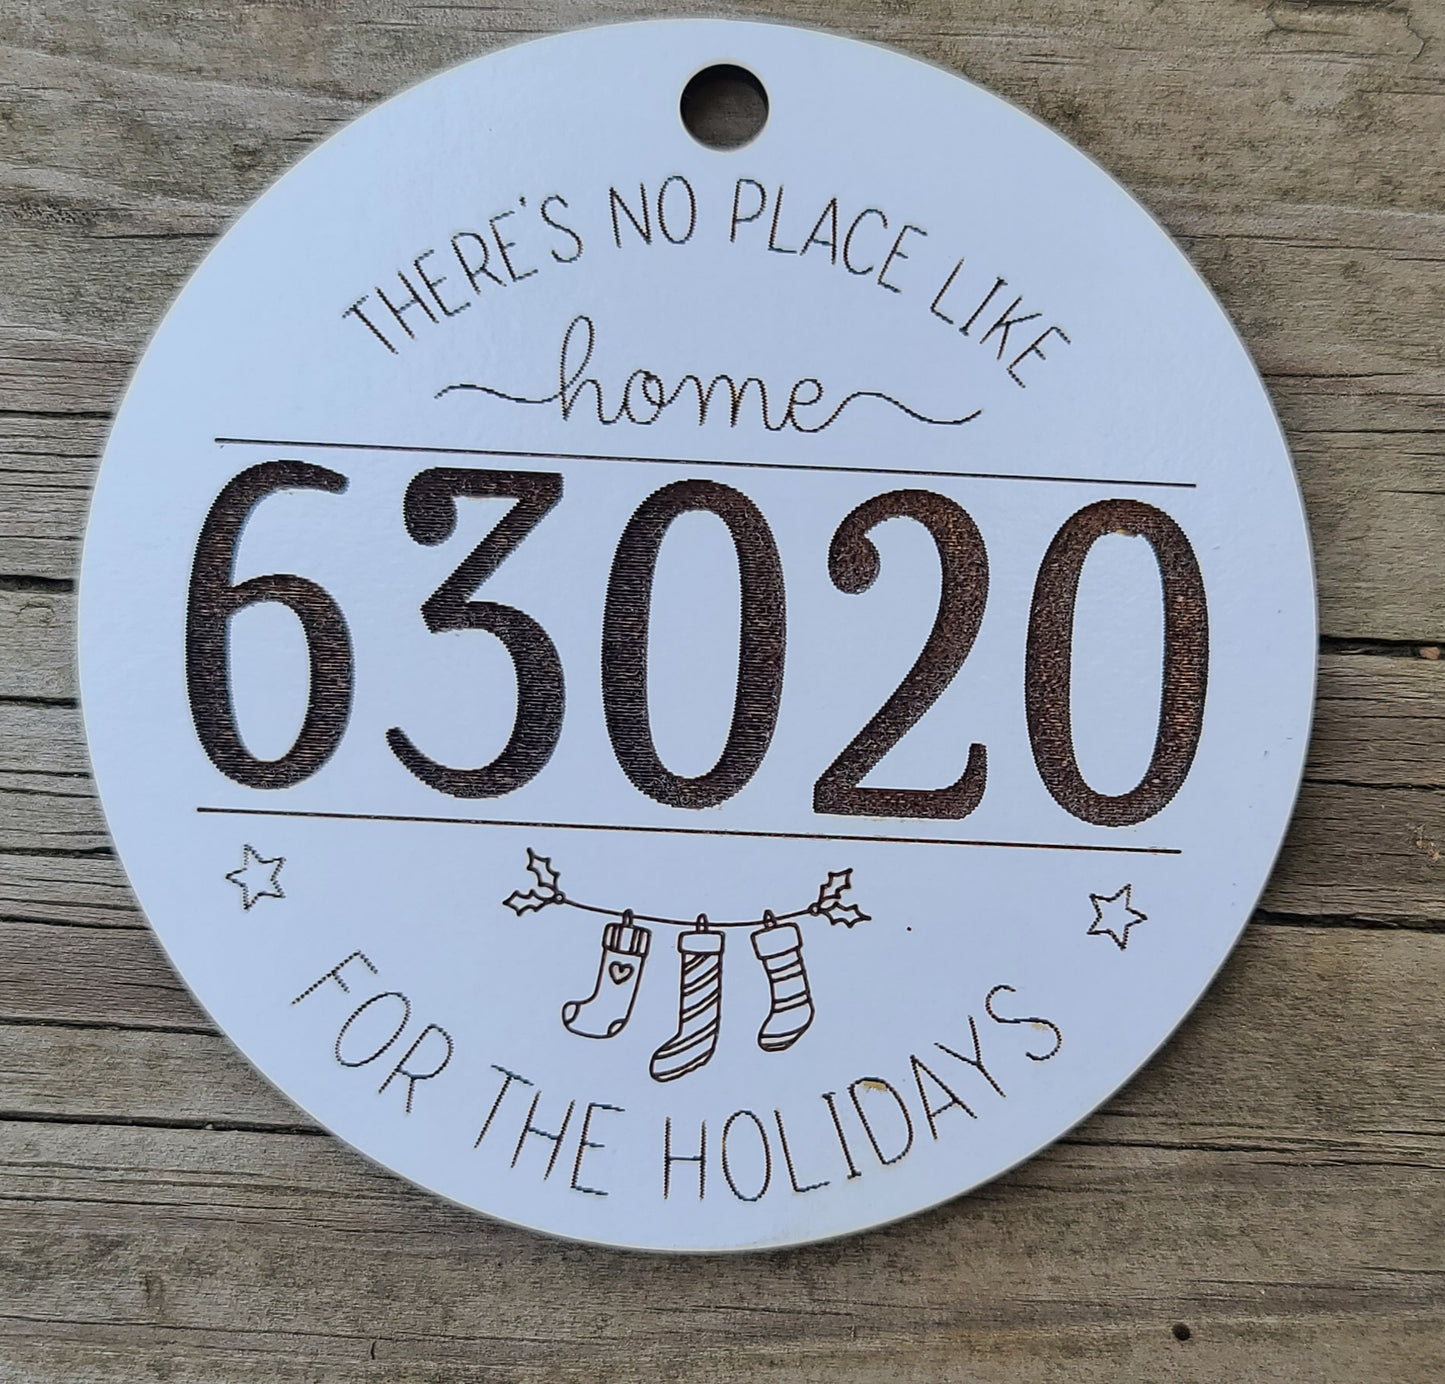 THERE'S NO PLACE LIKE
home
63020
FOR THE HOLIDAYS